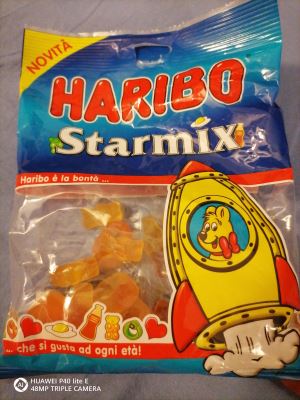 NOVITÀ
HARIBO
Starmix
Haribo è la bontà ...
... che si gusta ad ogni età!
HUAWEI P40 lite E
48MP TRIPLE CAMERA